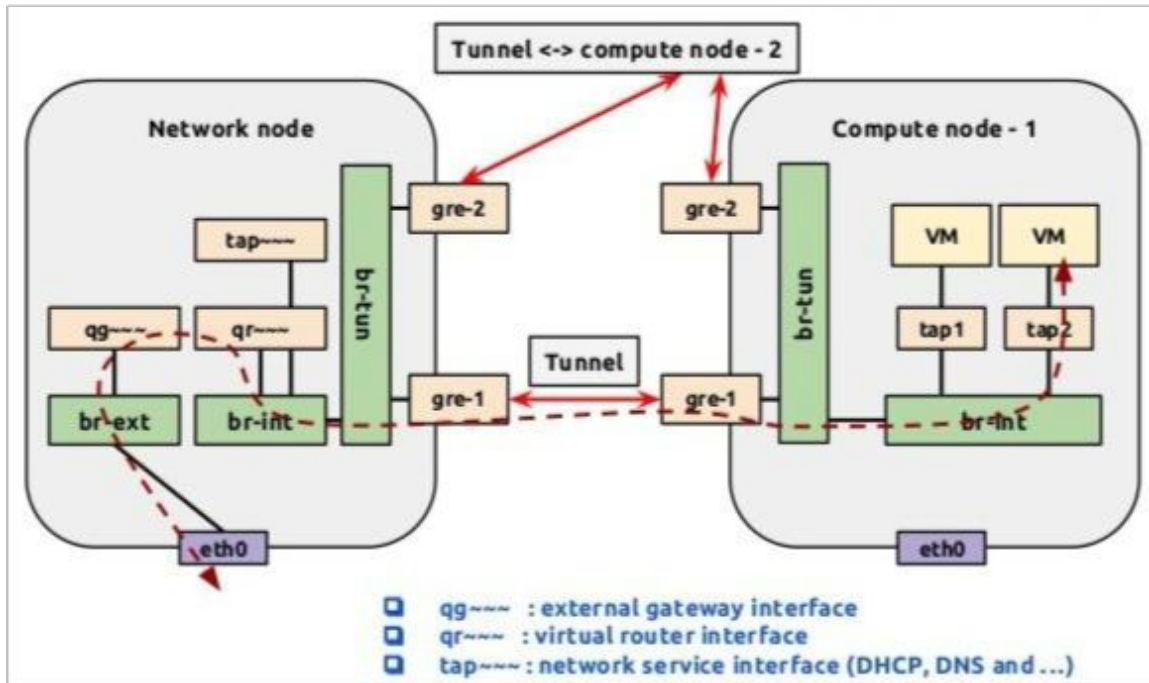 Tunnel <-> compute node - 2
Network node
Compute node - 1
gre-2
gre-2
tap~~~
VM
VM
br-tun
br-tun
qg~~~
qr~~~
tap1
tap2
Tunnel
gre-1
gre-1
br-ext
br-int
br-int
eth0
eth0
qg~~~ : external gateway interface
qr~~~ : virtual router interface
tap~~~ : network service interface (DHCP, DNS and ...)